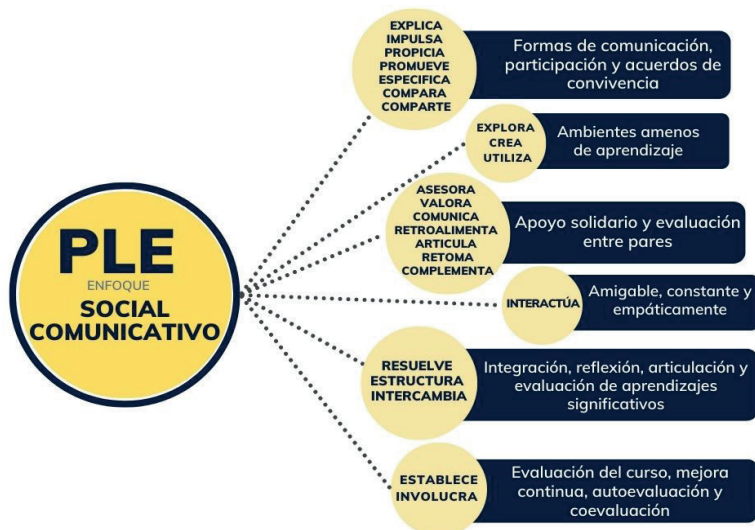 EXPLICA
IMPULSA
PROPICIA
PROMUEVE
ESPECIFICA
COMPARA
COMPARTE
Formas de comunicación,
participación y acuerdos de
convivencia
EXPLORA
CREA
UTILIZA
Ambientes amenos
de aprendizaje
ASESORA
VALORA
COMUNICA
RETROALIMENTA
ARTICULA
RETOMA
COMPLEMENTA
Apoyo solidario y evaluación
entre pares
PLE
ENFOQUE
SOCIAL
COMUNICATIVO
INTERACTÚA
Amigable, constante y
empáticamente
RESUELVE
ESTRUCTURA
INTERCAMBIA
Integración, reflexión, articulación y
evaluación de aprendizajes
significativos
ESTABLECE
INVOLUCRA
Evaluación del curso, mejora
continua, autoevaluación y
coevaluación